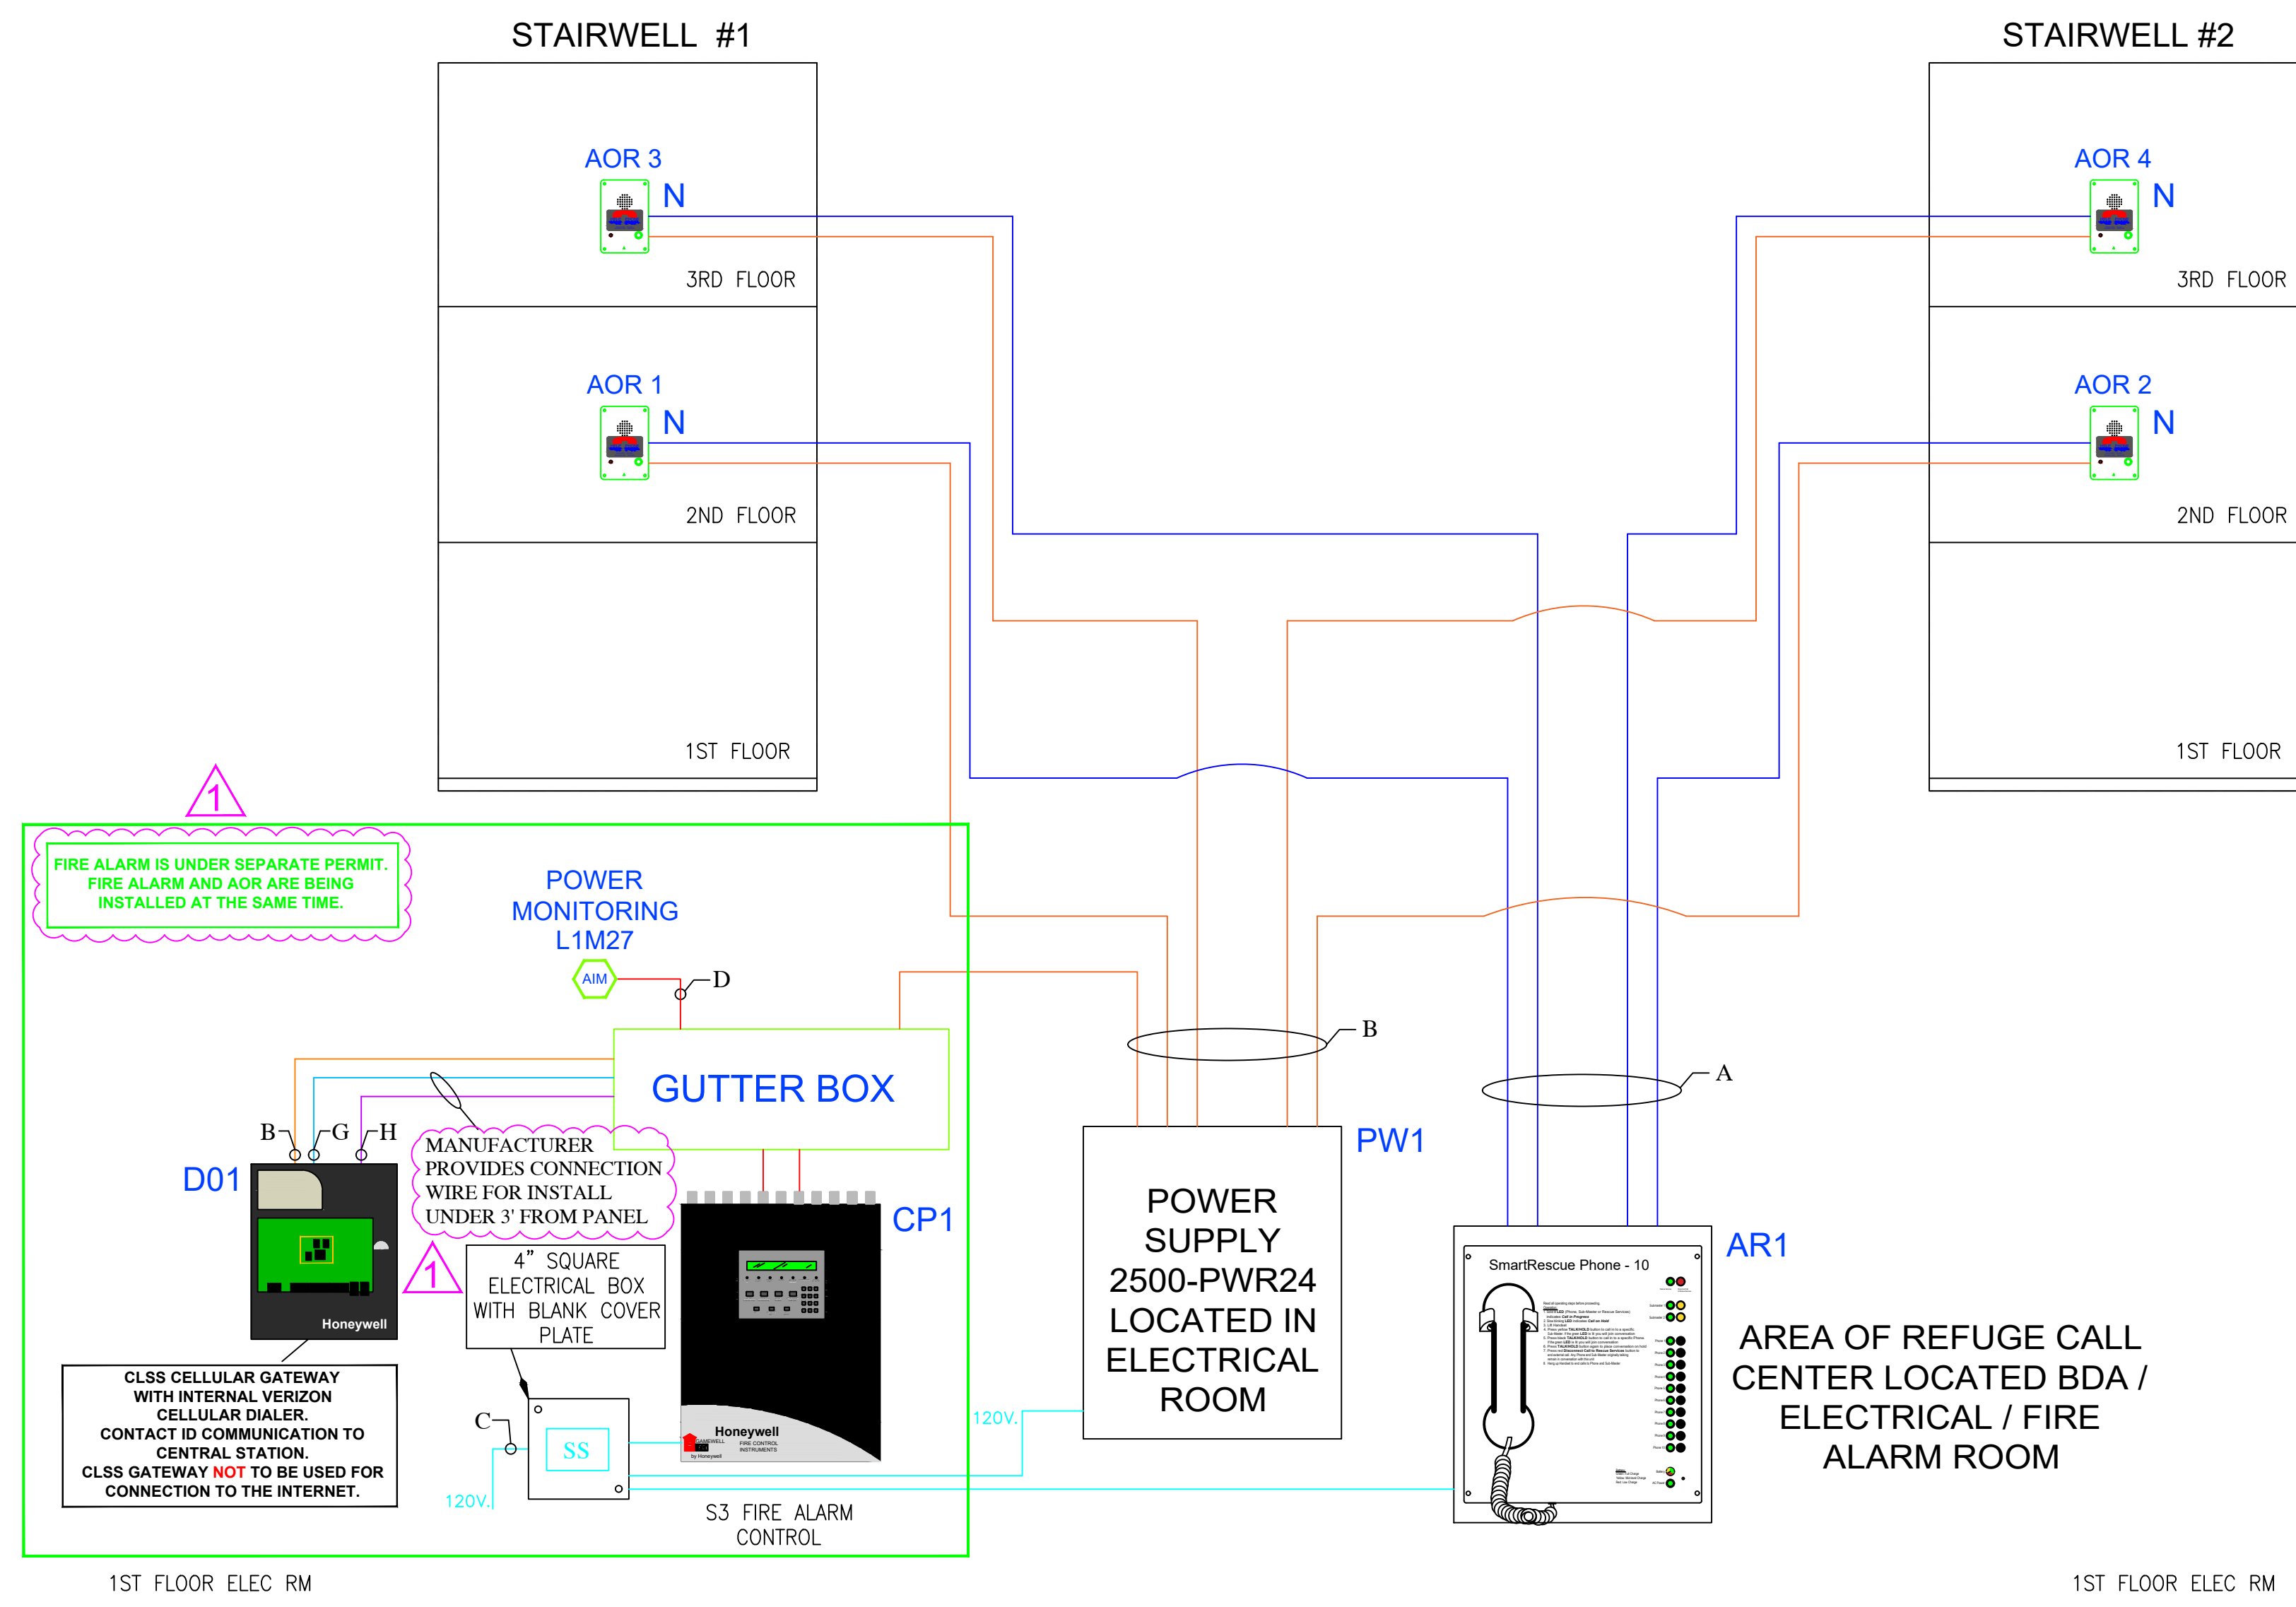 STAIRWELL #1
STAIRWELL #2
AOR 3
N
3RD FLOOR
AOR 4
N
3RD FLOOR
AOR 1
N
2ND FLOOR
AOR 2
N
2ND FLOOR
1ST FLOOR
1ST FLOOR
1
FIRE ALARM IS UNDER SEPARATE PERMIT.
FIRE ALARM AND AOR ARE BEING
INSTALLED AT THE SAME TIME.
POWER
MONITORING
L1M27
AIM
D
GUTTER BOX
B
A
B
G
H
D01
MANUFACTURER
PROVIDES CONNECTION
WIRE FOR INSTALL
UNDER 3' FROM PANEL
1
Honeywell
CP1
PW1
POWER
SUPPLY
2500-PWR24
LOCATED IN
ELECTRICAL
ROOM
AR1
SmartRescue Phone - 10
AREA OF REFUGE CALL
CENTER LOCATED BDA /
ELECTRICAL / FIRE
ALARM ROOM
4" SQUARE
ELECTRICAL BOX
WITH BLANK COVER
PLATE
CLSS CELLULAR GATEWAY
WITH INTERNAL VERIZON
CELLULAR DIALER.
CONTACT ID COMMUNICATION TO
CENTRAL STATION.
CLSS GATEWAY NOT TO BE USED FOR
CONNECTION TO THE INTERNET.
C
SS
120V.
120V.
Honeywell
GAMEWELL
FIRE CONTROL
INSTRUMENTS
by Honeywell
S3 FIRE ALARM
CONTROL
1ST FLOOR ELEC RM
1ST FLOOR ELEC RM